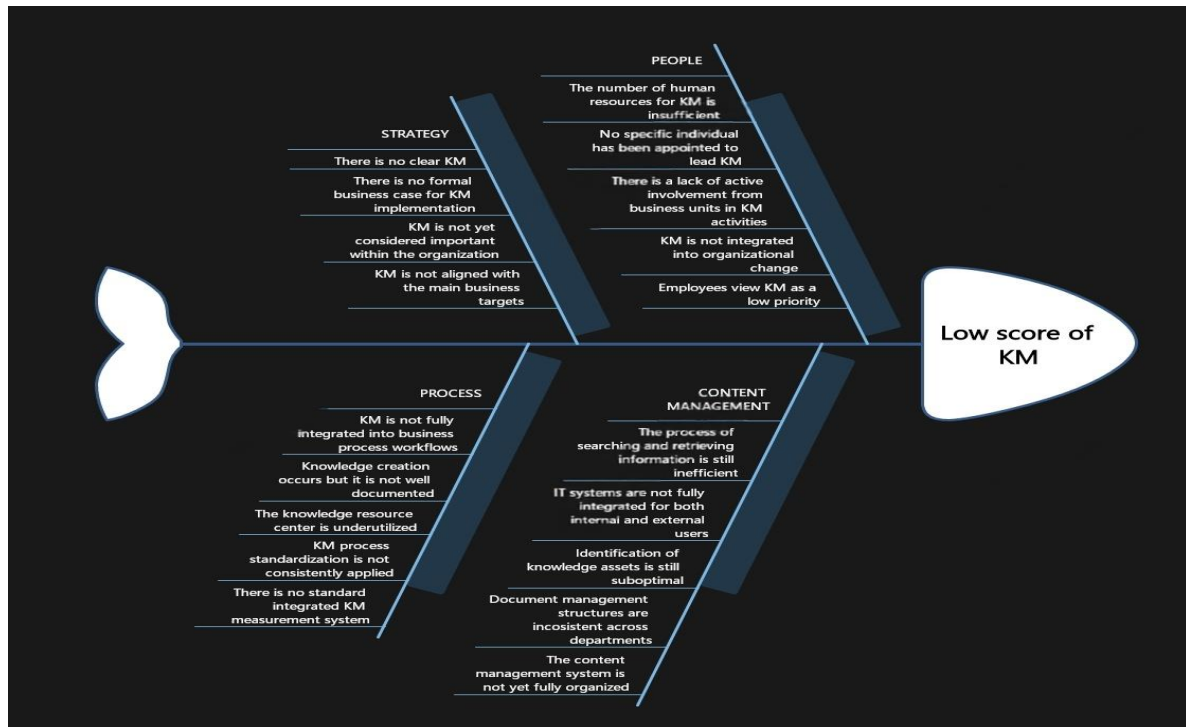 STRATEGY
There is no clear KM
There is no formal
business case for KM
implementation
KM is not yet
considered important
within the organization
KM is not aligned with
the main business
targets
PEOPLE
The number of human
resources for KM is
insufficient
No specific individual
has been appointed to
lead KM
There is a lack of active
involvement from
business units in KM
activities
KM is not integrated
into organizational
change
Employees view KM as a
low priority
Low score of
KM
PROCESS
KM is not fully
integrated into business
process workflows
Knowledge creation
occurs but it is not well
documented
The knowledge resource
center is underutilized
KM process
standardization is not
consistently applied
There is no standard
integrated KM
measurement system
CONTENT
MANAGEMENT
The process of
searching and retrieving
information is still
inefficient
IT systems are not fully
integrated for both
internal and external
users
Identification of
knowledge assets is still
suboptimal
Document management
structures are
incosistent across
departments
The content
management system is
not yet fully organized